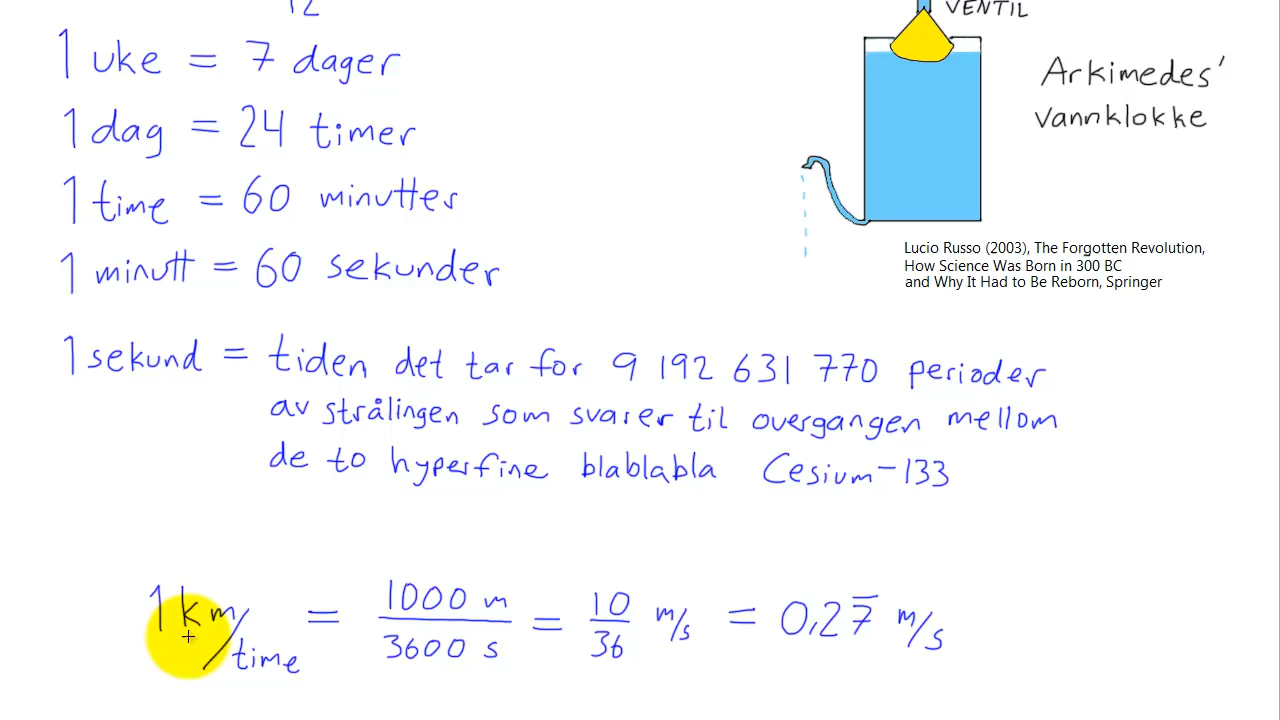 12
VENTIL
1 uke = 7 dager
1 dag = 24 timer
1 time = 60 minutter
1 minutt = 60 sekunder
Arkimedes'
vannklokke
Lucio Russo (2003), The Forgotten Revolution,
How Science Was Born in 300 BC
and Why It Had to Be Reborn, Springer
1 sekund = tiden det tar for 9 192 631 770 perioder
av strålingen som svarer til overgangen mellom
de to hyperfine blablabla Cesium-133
1 km/time = 1000 m/3600 s = 10/36 m/s = 0,27̅ m/s